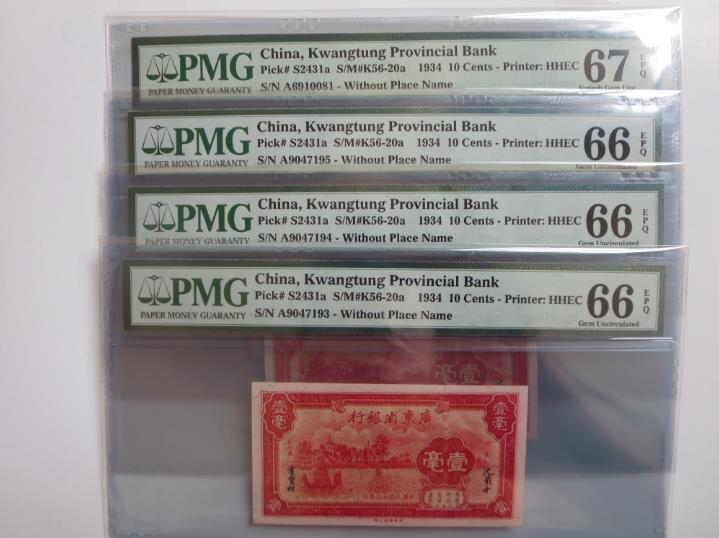 PMG
PAPER MONEY GUARANTY
China, Kwangtung Provincial Bank
Pick# S2431a S/M#K56-20a 1934 10 Cents - Printer: HHEC
S/N A6910081 - Without Place Name
67 EPQ
Superb Gem Unc
PMG
PAPER MONEY GUARANTY
China, Kwangtung Provincial Bank
Pick# S2431a S/M#K56-20a 1934 10 Cents - Printer: HHEC
S/N A9047195 - Without Place Name
66 EPQ
Gem Uncirculated
PMG
PAPER MONEY GUARANTY
China, Kwangtung Provincial Bank
Pick# S2431a S/M#K56-20a 1934 10 Cents - Printer: HHEC
S/N A9047194 - Without Place Name
66 EPQ
Gem Uncirculated
PMG
PAPER MONEY GUARANTY
China, Kwangtung Provincial Bank
Pick# S2431a S/M#K56-20a 1934 10 Cents - Printer: HHEC
S/N A9047193 - Without Place Name
66 EPQ
Gem Uncirculated
壹毫
行銀省東廣
壹毫
毫壹